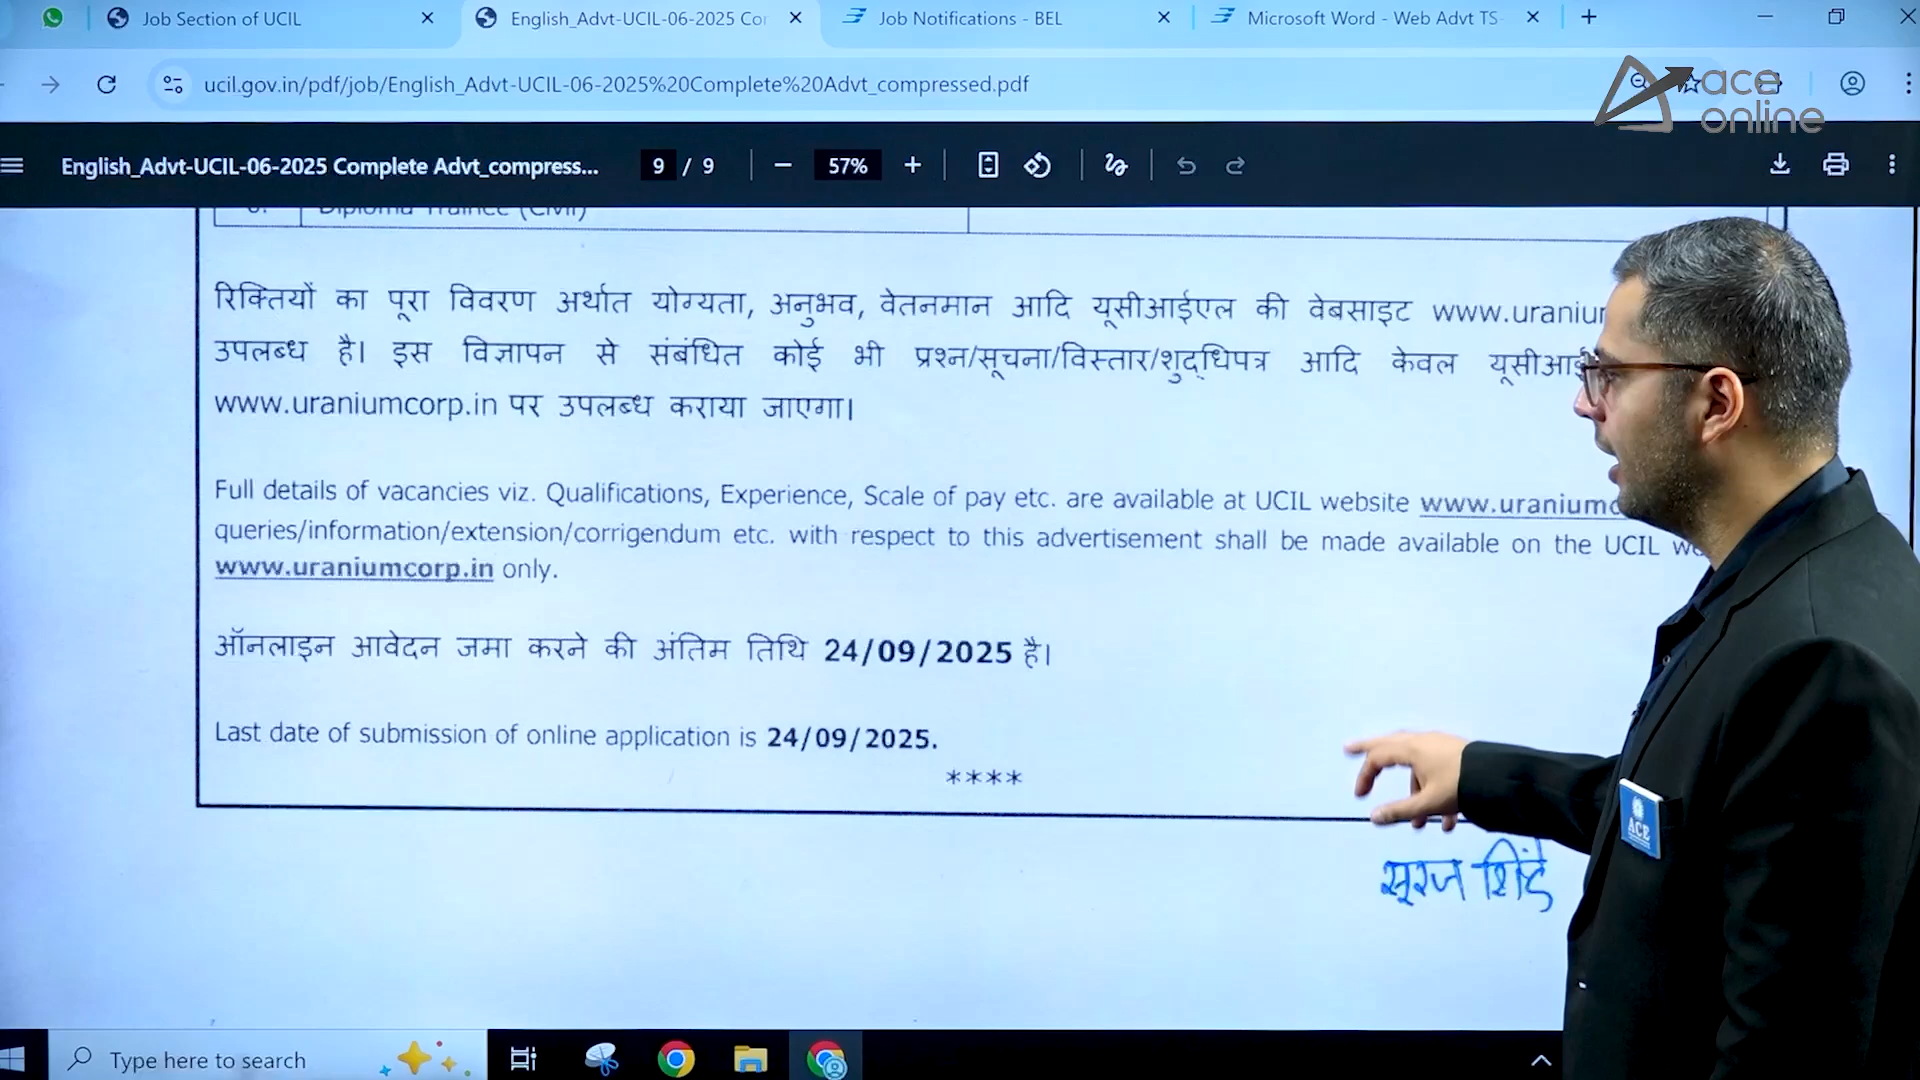 Job Section of UCIL
English_Advt-UCIL-06-2025 Co
Job Notifications - BEL
Microsoft Word - Web Advt TS
ucil.gov.in/pdf/job/English_Advt-UCIL-06-2025%20Complete%20Advt_compressed.pdf
ace
online
English_Advt-UCIL-06-2025 Complete Advt_compress...
9 / 9
57%
Diploma Trainee (Civil)
रिक्तियों का पूरा विवरण अर्थात योग्यता, अनुभव, वेतनमान आदि यूसीआईएल की वेबसाइट www.uraniu
उपलब्ध है। इस विज्ञापन से संबंधित कोई भी प्रश्न/सूचना/विस्तार/शुद्धिपत्र आदि केवल यूसीआई
www.uraniumcorp.in पर उपलब्ध कराया जाएगा।
Full details of vacancies viz. Qualifications, Experience, Scale of pay etc. are available at UCIL website www.uraniumc
queries/information/extension/corrigendum etc. with respect to this advertisement shall be made available on the UCIL we
www.uraniumcorp.in only.
ऑनलाइन आवेदन जमा करने की अंतिम तिथि 24/09/2025 है।
Last date of submission of online application is 24/09/2025.
****
ACE
सूरज शिंदे
Type here to search